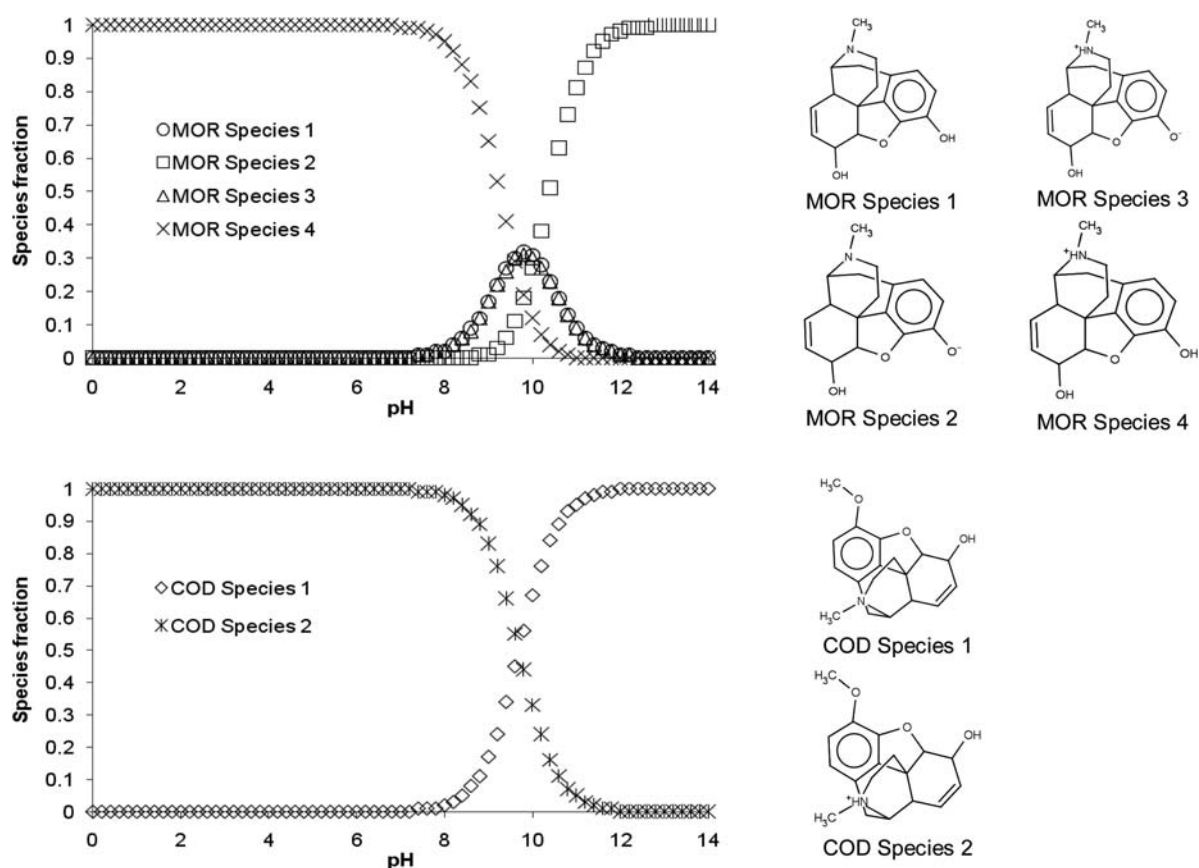 1
0.9
0.8
0.7
0.6
0.5
0.4
0.3
0.2
0.1
0
Species fraction
MOR Species 1
MOR Species 2
MOR Species 3
MOR Species 4
0 2 4 6 8 10 12 14
pH
CH₃
N
O
OH
OH
MOR Species 1
CH₃
⁺HN
O
O⁻
OH
MOR Species 3
CH₃
N
O
O⁻
OH
MOR Species 2
CH₃
⁺HN
O
OH
OH
MOR Species 4
1
0.9
0.8
0.7
0.6
0.5
0.4
0.3
0.2
0.1
0
Species fraction
COD Species 1
COD Species 2
0 2 4 6 8 10 12 14
pH
H₃C
O
O
OH
N
H₃C
COD Species 1
H₃C
O
O
OH
⁺HN
H₃C
COD Species 2